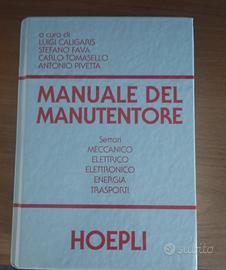 a cura di
LUIGI CALIGARIS
STEFANO FAVA
CARLO TOMASELLO
ANTONIO PIVETTA
MANUALE DEL
MANUTENTORE
Settori
MECCANICO
ELETTRICO
ELETTRONICO
ENERGIA
TRASPORTI
HOEPLI
subito